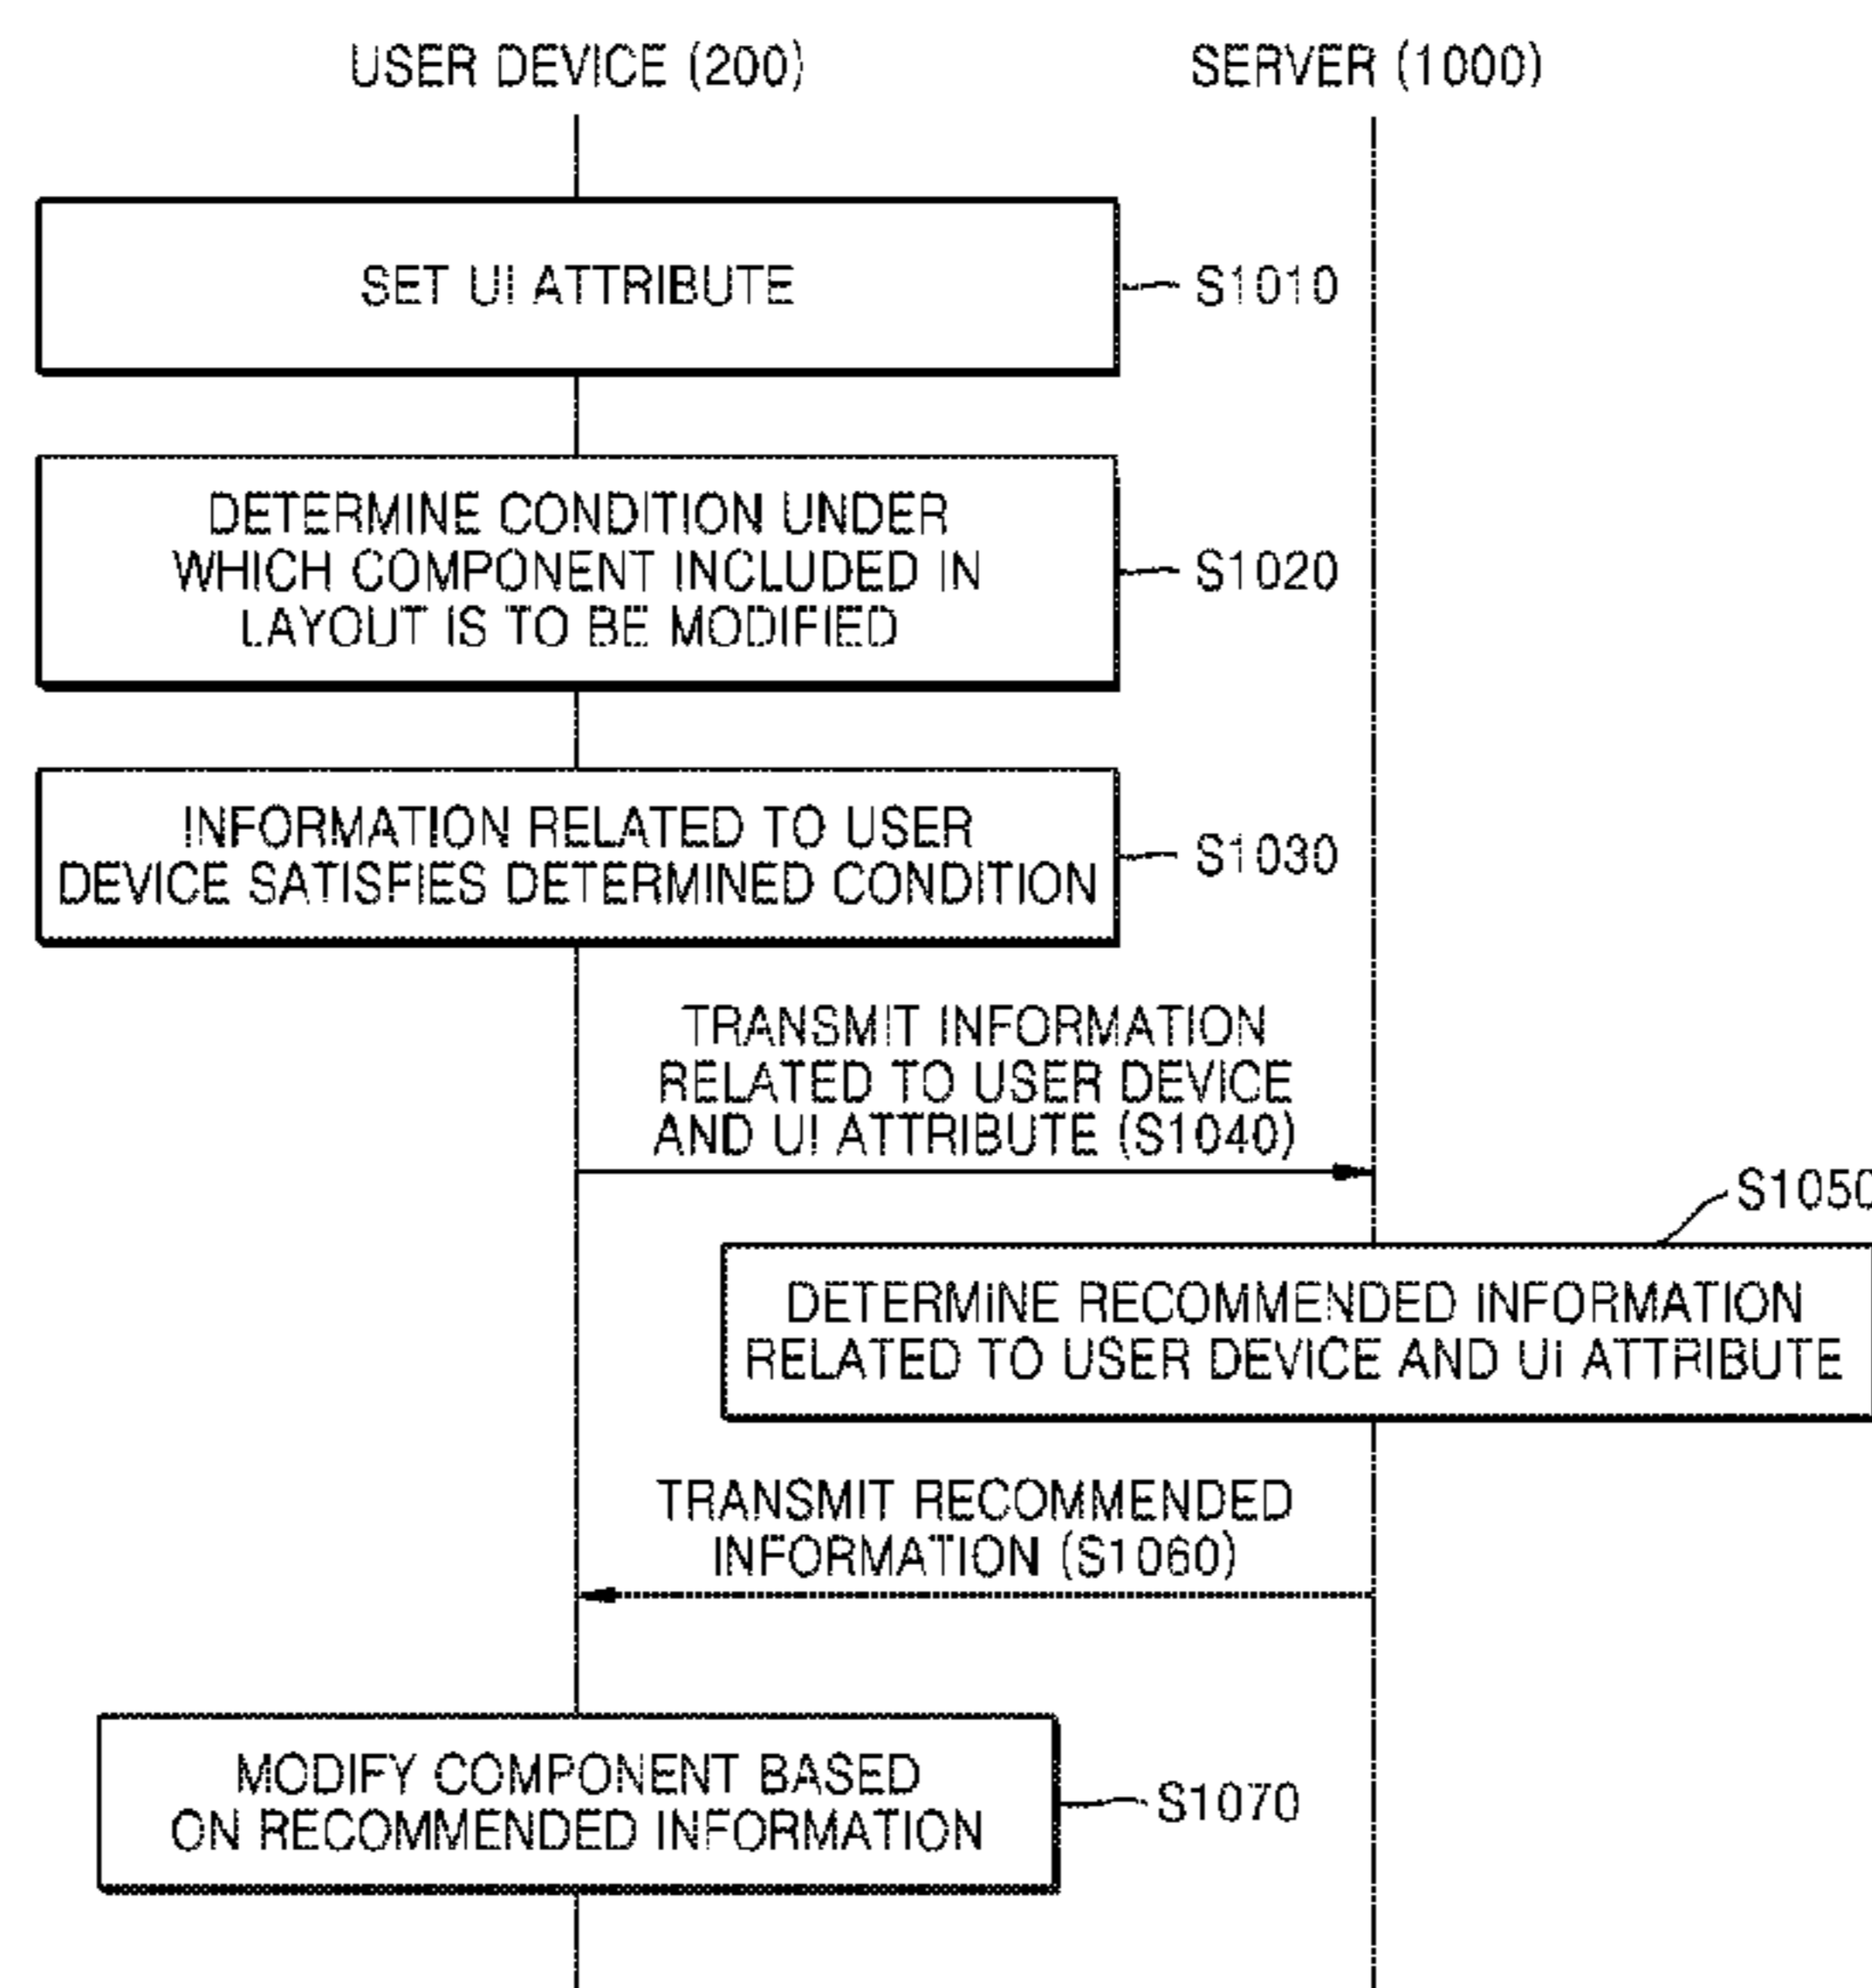 USER DEVICE (200)
SERVER (1000)
SET UI ATTRIBUTE
S1010
DETERMINE CONDITION UNDER
WHICH COMPONENT INCLUDED IN
LAYOUT IS TO BE MODIFIED
S1020
INFORMATION RELATED TO USER
DEVICE SATISFIES DETERMINED CONDITION
S1030
TRANSMIT INFORMATION
RELATED TO USER DEVICE
AND UI ATTRIBUTE (S1040)
S1050
DETERMINE RECOMMENDED INFORMATION
RELATED TO USER DEVICE AND UI ATTRIBUTE
TRANSMIT RECOMMENDED
INFORMATION (S1060)
MODIFY COMPONENT BASED
ON RECOMMENDED INFORMATION
S1070